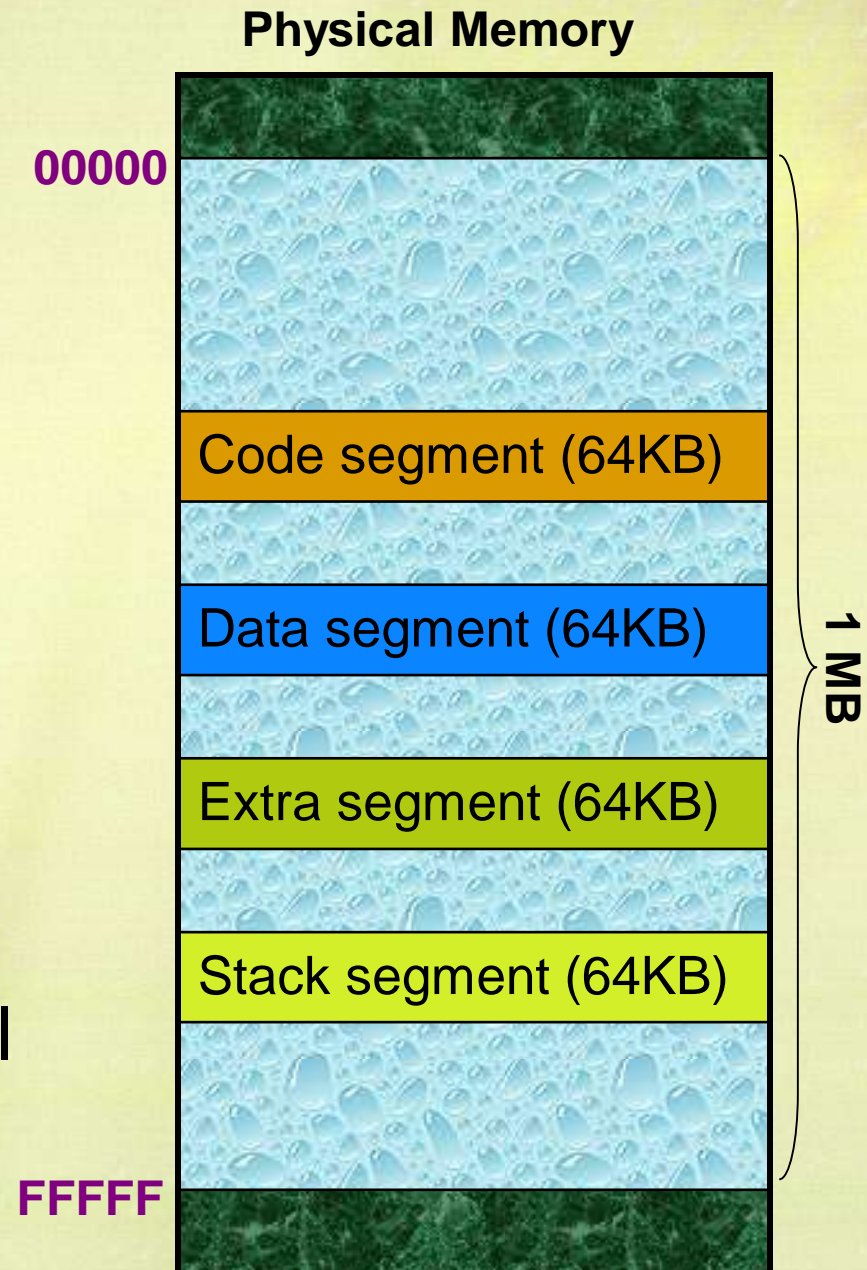 Physical Memory
00000
Code segment (64KB)
Data segment (64KB)
1 MB
Extra segment (64KB)
Stack segment (64KB)
FFFFF